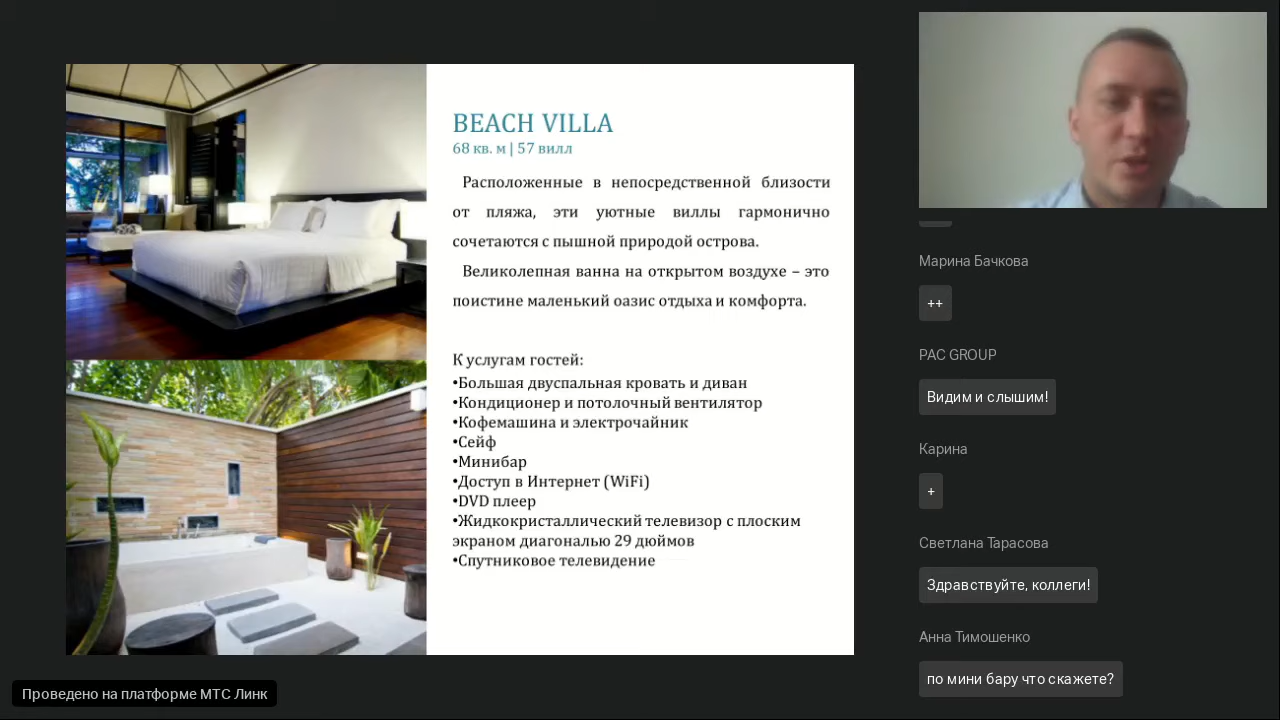 BEACH VILLA
68 кв. м | 57 вилл
Расположенные в непосредственной близости
от пляжа, эти уютные виллы гармонично
сочетаются с пышной природой острова.
Великолепная ванна на открытом воздухе – это
поистине маленький оазис отдыха и комфорта.
К услугам гостей:
•Большая двуспальная кровать и диван
•Кондиционер и потолочный вентилятор
•Кофемашина и электрочайник
•Сейф
•Минибар
•Доступ в Интернет (WiFi)
•DVD плеер
•Жидкокристаллический телевизор с плоским
экраном диагональю 29 дюймов
•Спутниковое телевидение
Проведено на платформе МТС Линк
Марина Бачкова
++
PAC GROUP
Видим и слышим!
Карина
+
Светлана Тарасова
Здравствуйте, коллеги!
Анна Тимошенко
по мини бару что скажете?